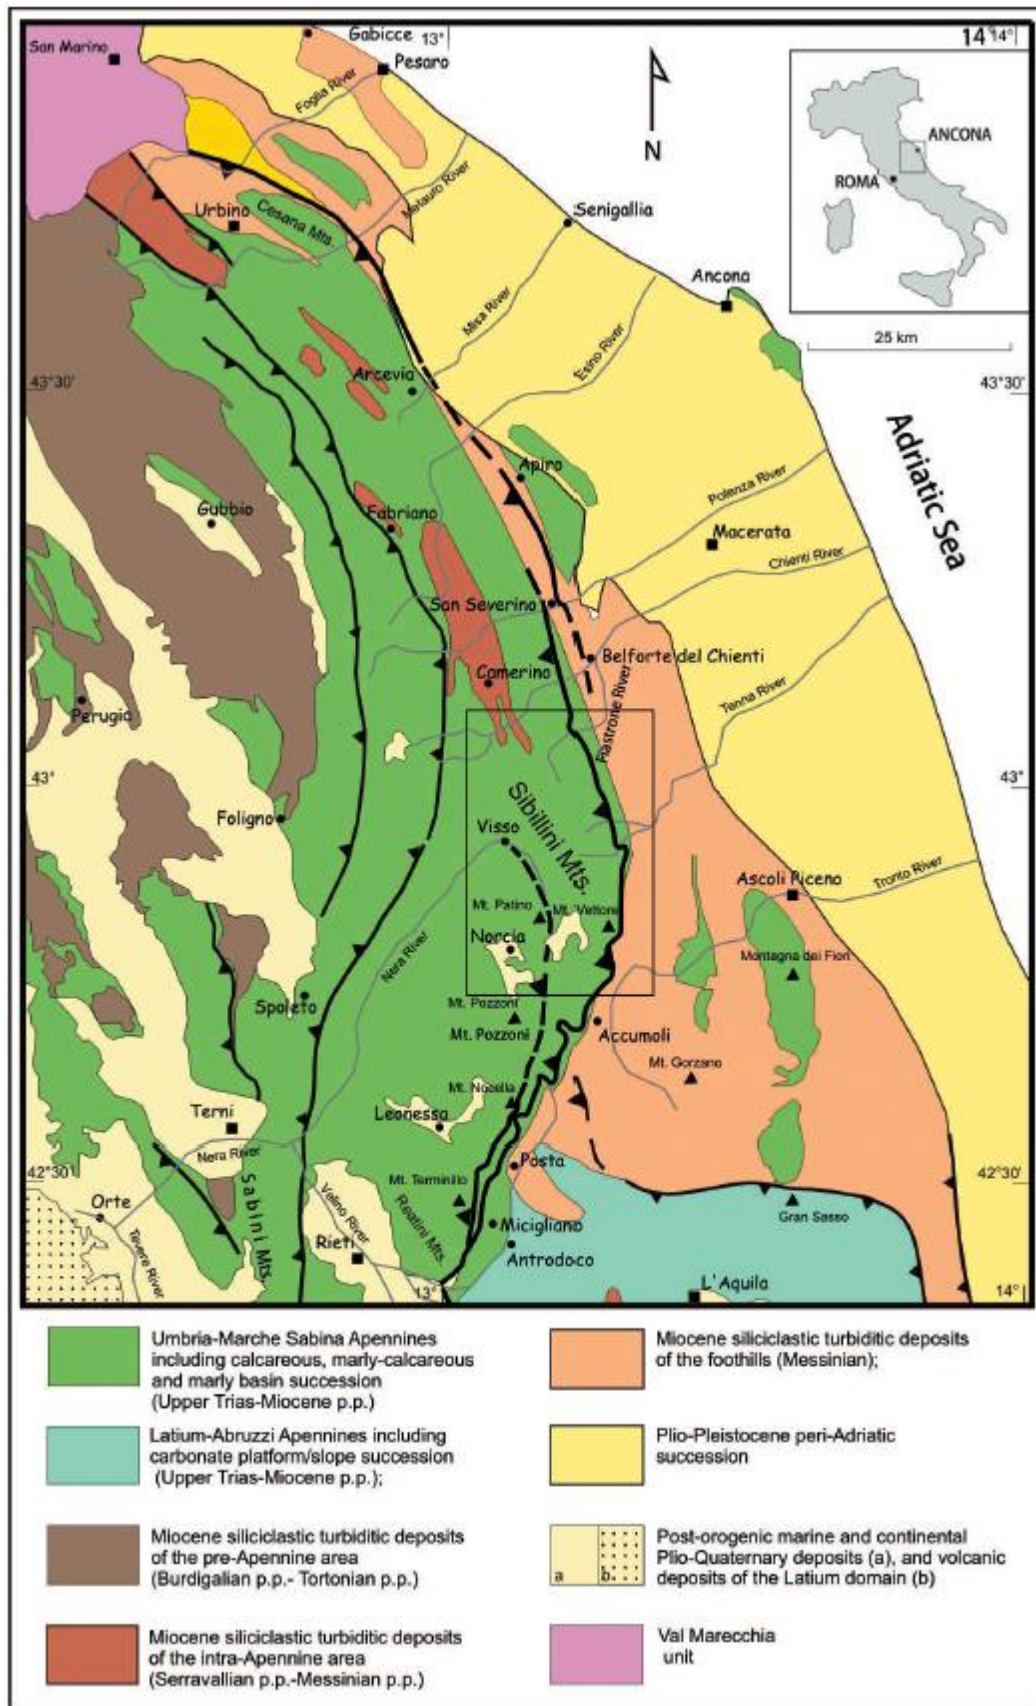 Gabicce
13°
14°
14°
San Marino
Pesaro
Foglia River
N
ANCONA
ROMA
Metauro River
Urbino
Cesana Mts.
Senigallia
Ancona
Misa River
Esino River
25 km
43°30'
43°30'
Arcevia
Adriatic Sea
Apiro
Potenza River
Gubbio
Fabriano
Macerata
Chienti River
San Severino
Belforte del Chienti
Camerino
Tenna River
Perugia
Fiastrone River
43°
43°
Sibillini Mts.
Foligno
Visso
Ascoli Piceno
Tronto River
Mt. Patino
Mt. Vettore
Norcia
Nera River
Montagna dei Fiori
Spoleto
Mt. Pozzoni
Mt. Pozzoni
Accumoli
Mt. Gorzano
Mt. Nocella
Leonessa
Terni
Nera River
Posta
42°30'
42°30'
Sabini Mts.
Mt. Terminillo
Orte
Velino River
Reatini Mts.
Gran Sasso
Micigliano
Tevere River
Rieti
Antrodoco
L'Aquila
13°
14°
Umbria-Marche Sabina Apennines
including calcareous, marly-calcareous
and marly basin succession
(Upper Trias-Miocene p.p.)
Miocene siliciclastic turbiditic deposits
of the foothills (Messinian);
Latium-Abruzzi Apennines including
carbonate platform/slope succession
(Upper Trias-Miocene p.p.);
Plio-Pleistocene peri-Adriatic
succession
Miocene siliciclastic turbiditic deposits
of the pre-Apennine area
(Burdigalian p.p.- Tortonian p.p.)
a
b
Post-orogenic marine and continental
Plio-Quaternary deposits (a), and volcanic
deposits of the Latium domain (b)
Miocene siliciclastic turbiditic deposits
of the intra-Apennine area
(Serravallian p.p.-Messinian p.p.)
Val Marecchia
unit